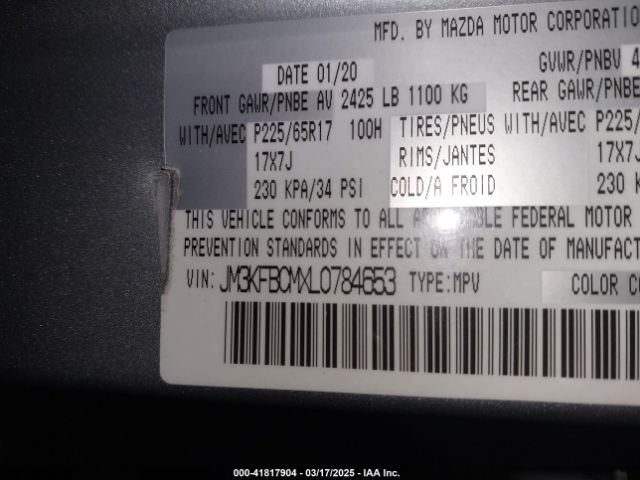 MFD. BY MAZDA MOTOR CORPORATIO
DATE 01/20
GVWR/PNBV 4
FRONT GAWR/PNBE AV 2425 LB 1100 KG
REAR GAWR/PNBE
WITH/AVEC P225/65R17 100H TIRES/PNEUS WITH/AVEC P225/
17X7J RIMS/JANTES 17X7J
230 KPA/34 PSI COLD/A FROID 230 K
THIS VEHICLE CONFORMS TO ALL FEDERAL MOTOR
PREVENTION STANDARDS IN EFFECT ON THE DATE OF MANUFACT
VIN: JM3KFBCMXL0784653 TYPE:MPV COLOR CO
000-41817904 - 03/17/2025 - IAA Inc.